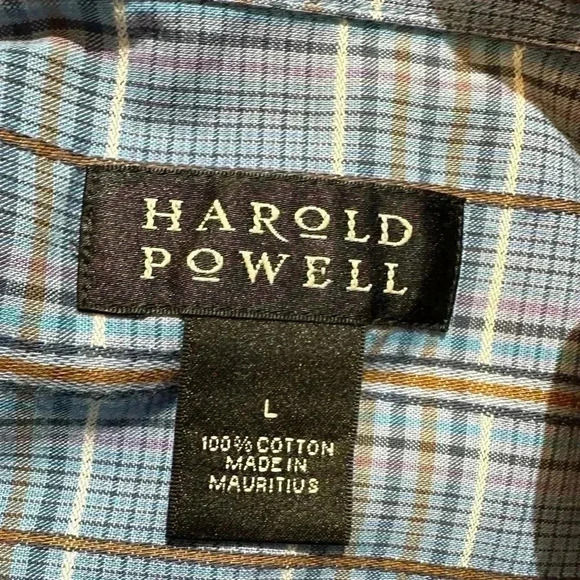 HAROLD
POWELL
L
100% COTTON
MADE IN
MAURITIUS